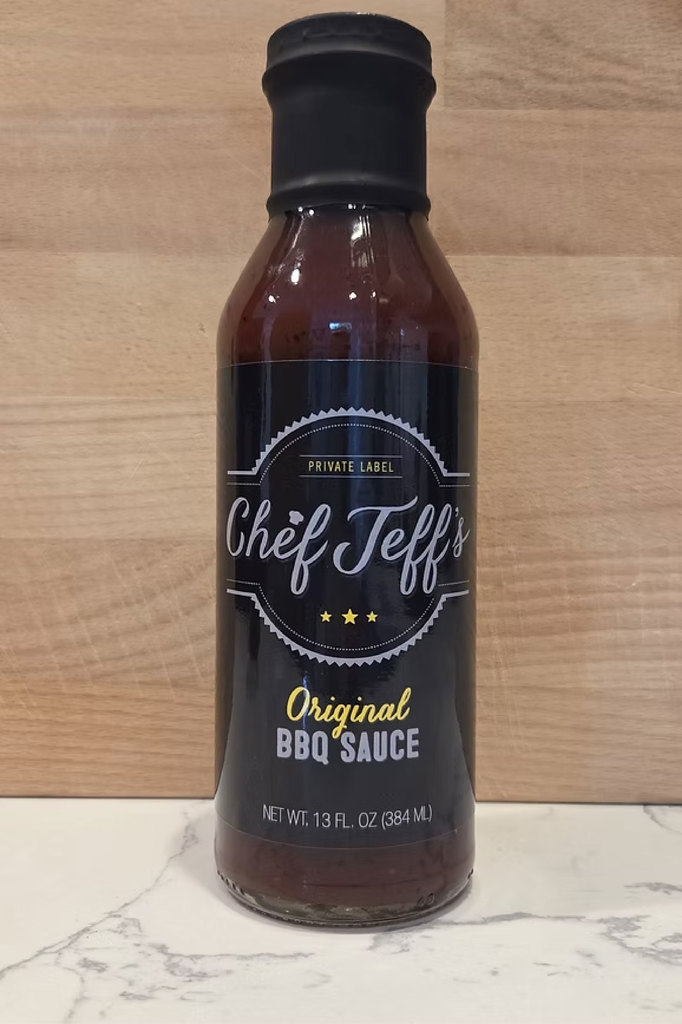 PRIVATE LABEL
Chef Jeff's
Original
BBQ SAUCE
NET WT. 13 FL. OZ (384 ML)